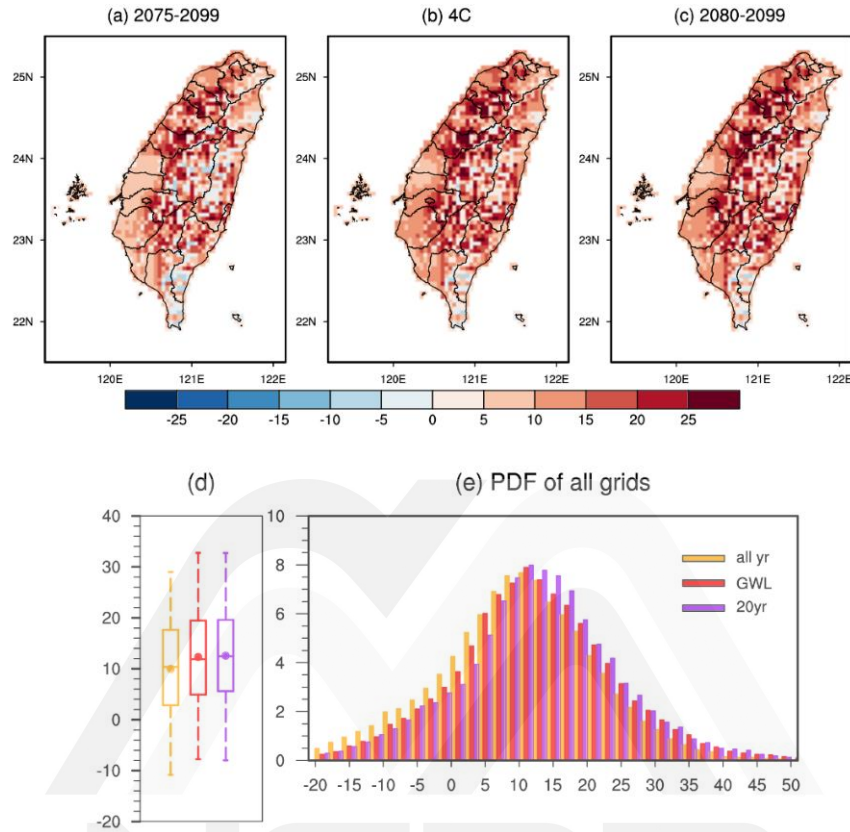 (a) 2075-2099 (b) 4C (c) 2080-2099
25N 25N 25N
24N 24N 24N
23N 23N 23N
22N 22N 22N
120E 121E 122E 120E 121E 122E 120E 121E 122E
-25 -20 -15 -10 -5 0 5 10 15 20 25
(d) (e) PDF of all grids
40 10
30 8
all yr
GWL
20yr
20 6
10
0 4
-10 2
-20 0
-20 -15 -10 -5 0 5 10 15 20 25 30 35 40 45 50